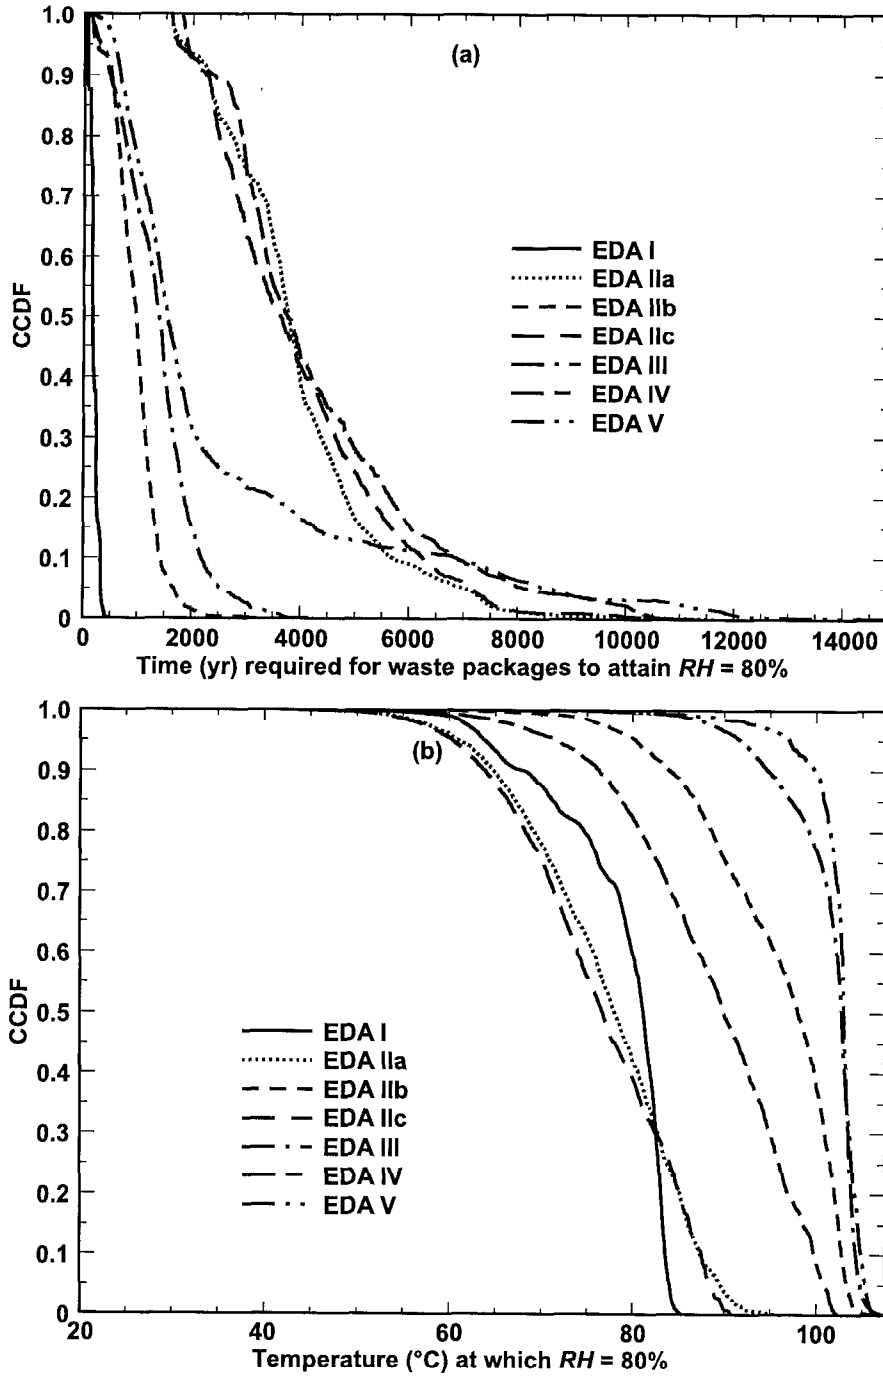 (a)
1.0
0.9
0.8
0.7
0.6
0.5
0.4
0.3
0.2
0.1
0
CCDF
EDA I
EDA IIa
EDA IIb
EDA IIc
EDA III
EDA IV
EDA V
0 2000 4000 6000 8000 10000 12000 14000
Time (yr) required for waste packages to attain RH = 80%
(b)
1.0
0.9
0.8
0.7
0.6
0.5
0.4
0.3
0.2
0.1
0
CCDF
EDA I
EDA IIa
EDA IIb
EDA IIc
EDA III
EDA IV
EDA V
20 40 60 80 100
Temperature (°C) at which RH = 80%